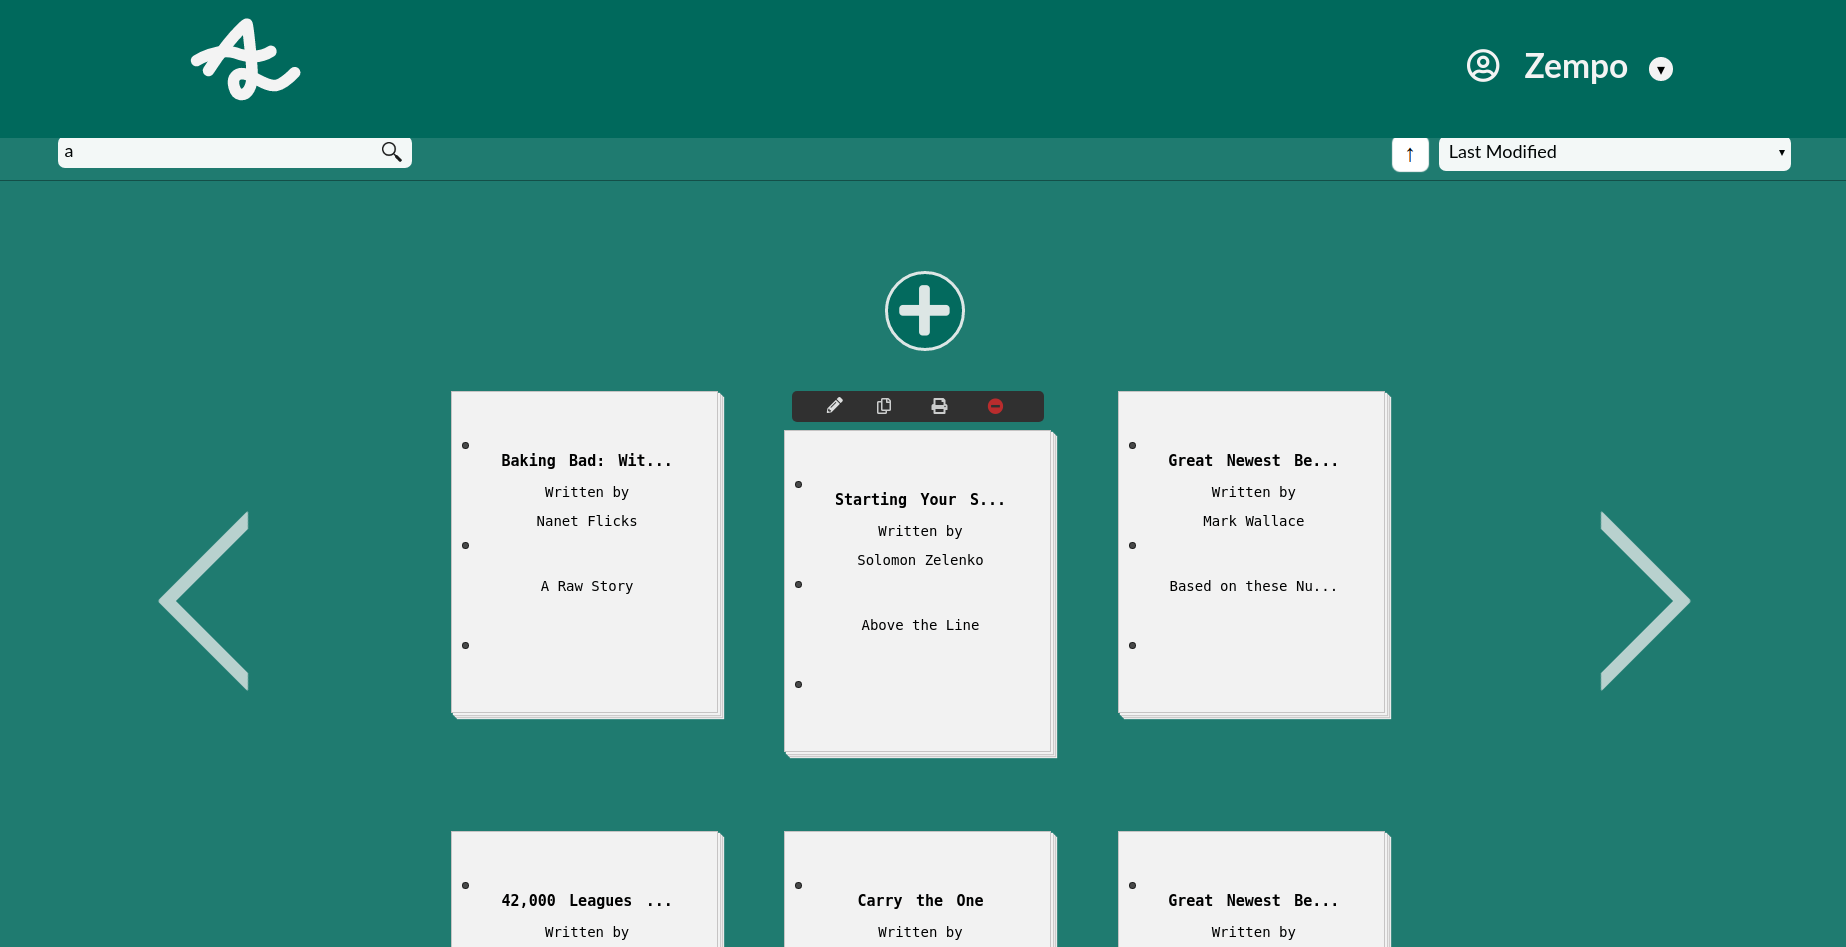 Zempo
a
↑ Last Modified
Baking Bad: Wit...
Written by
Nanet Flicks
A Raw Story
Starting Your S...
Written by
Solomon Zelenko
Above the Line
Great Newest Be...
Written by
Mark Wallace
Based on these Nu...
42,000 Leagues ...
Written by
Carry the One
Written by
Great Newest Be...
Written by